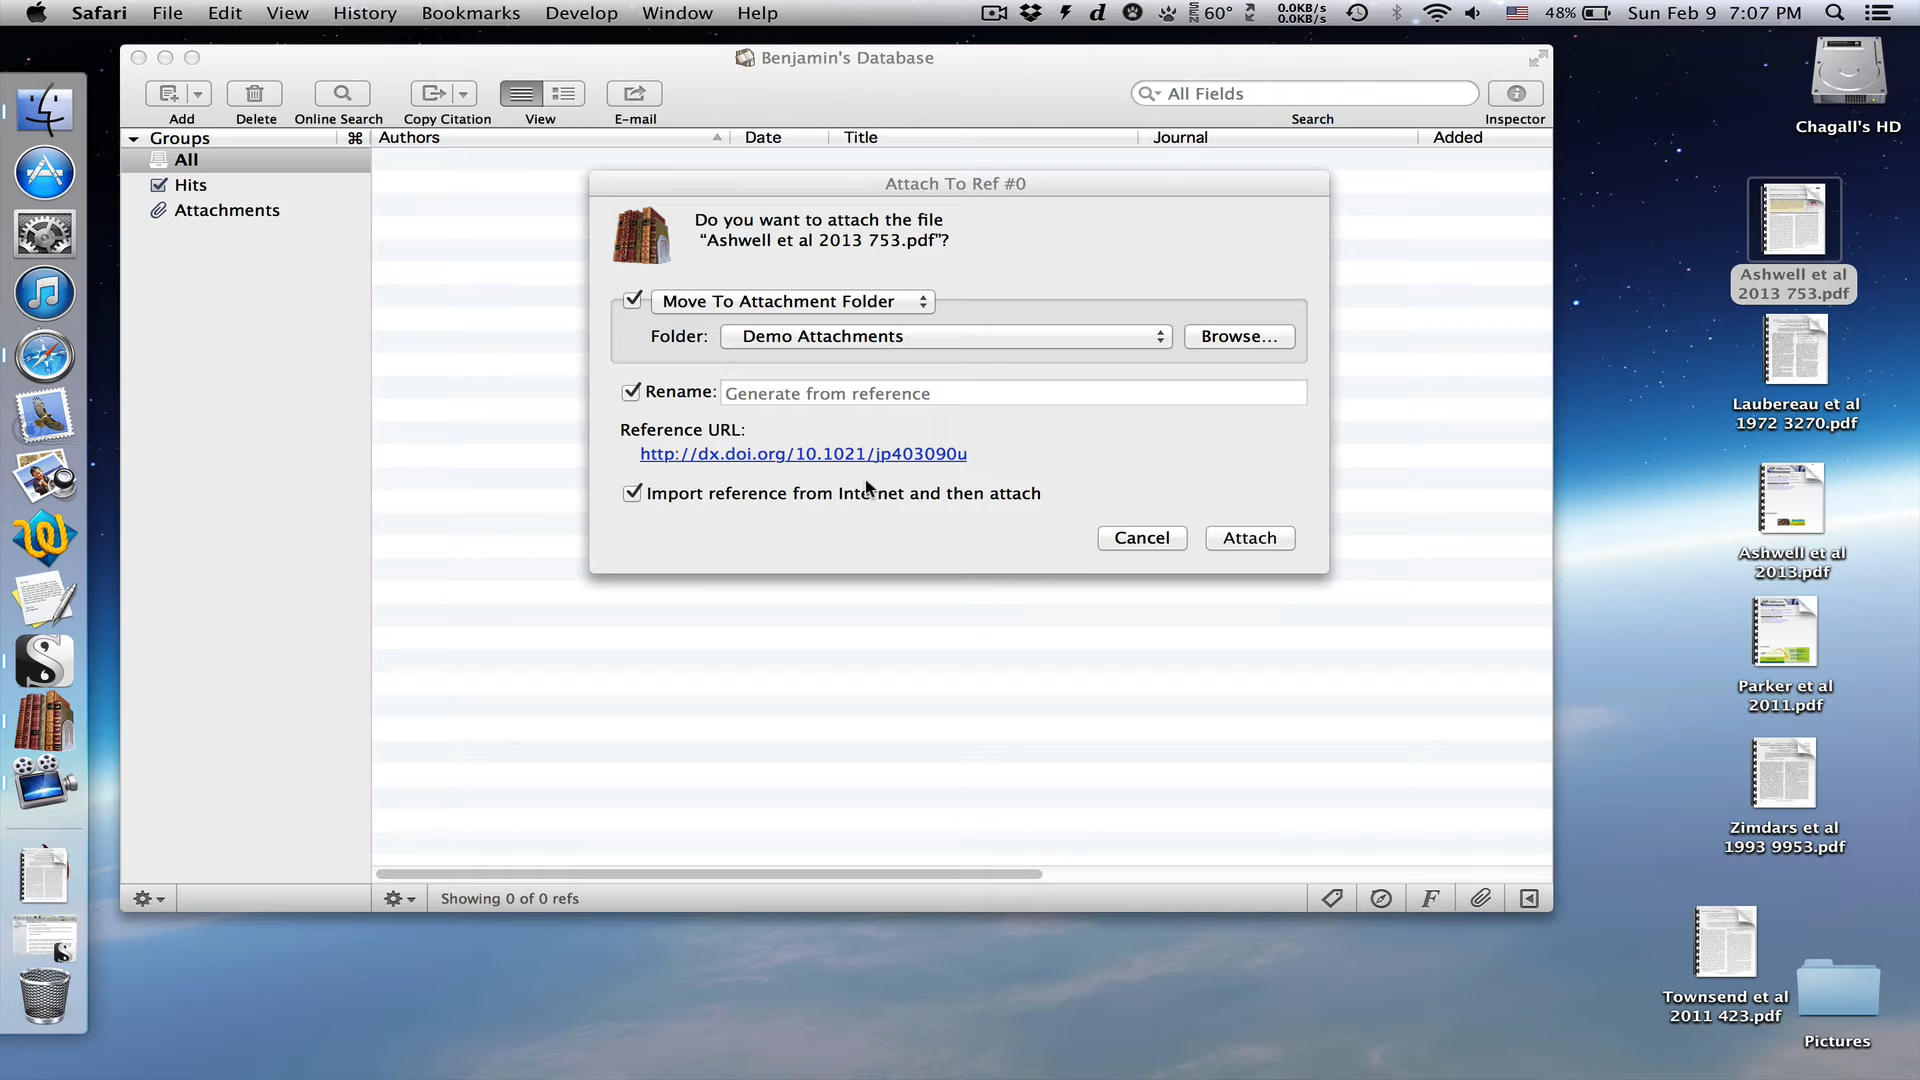 Safari File Edit View History Bookmarks Develop Window Help 60° 0.0KB/s 0.0KB/s 48% Sun Feb 9 7:07 PM
Benjamin's Database
All Fields
Add Delete Online Search Copy Citation View E-mail Search Inspector
Groups ⌘ Authors Date Title Journal Added
All
Hits
Attachments
Attach To Ref #0
Do you want to attach the file
“Ashwell et al 2013 753.pdf”?
Move To Attachment Folder
Folder: Demo Attachments Browse...
Rename: Generate from reference
Reference URL:
http://dx.doi.org/10.1021/jp403090u
Import reference from Internet and then attach
Cancel Attach
Showing 0 of 0 refs
Chagall's HD
Ashwell et al
2013 753.pdf
Laubereau et al
1972 3270.pdf
Ashwell et al
2013.pdf
Parker et al
2011.pdf
Zimdars et al
1993 9953.pdf
Townsend et al
2011 423.pdf
Pictures